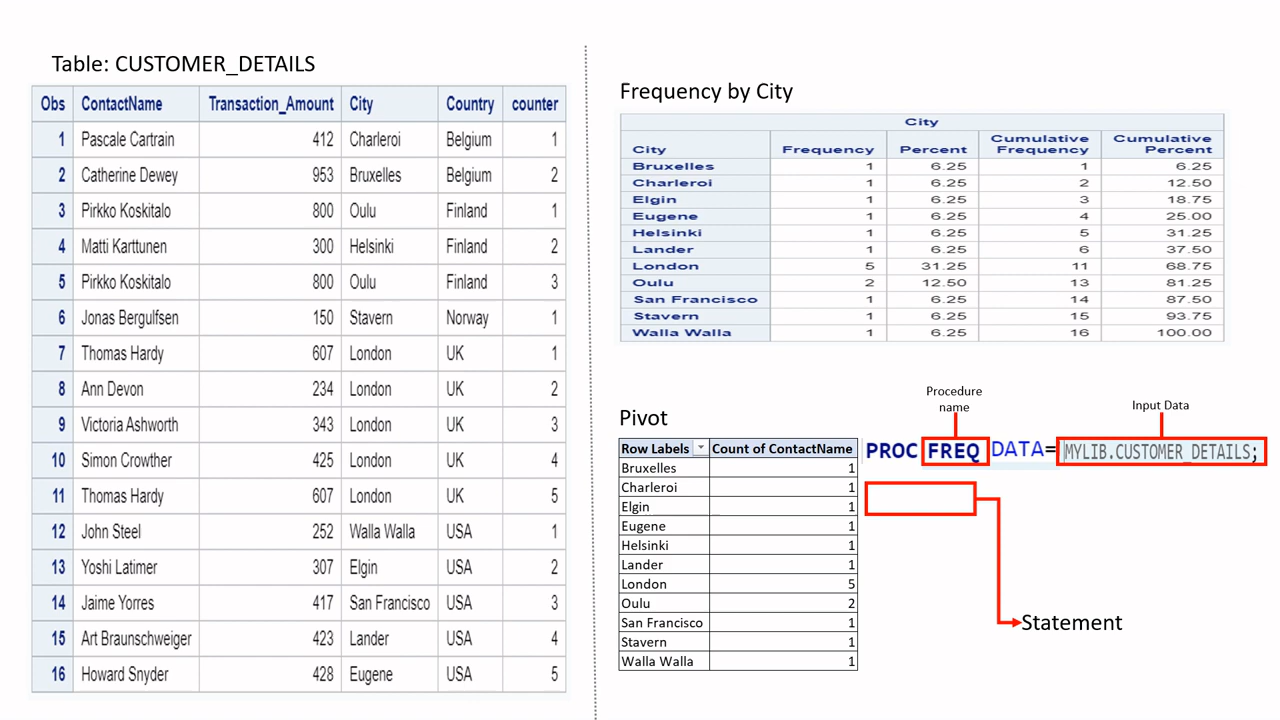 Table: CUSTOMER_DETAILS
Obs ContactName Transaction_Amount City Country counter
1 Pascale Cartrain 412 Charleroi Belgium 1
2 Catherine Dewey 953 Bruxelles Belgium 2
3 Pirkko Koskitalo 800 Oulu Finland 1
4 Matti Karttunen 300 Helsinki Finland 2
5 Pirkko Koskitalo 800 Oulu Finland 3
6 Jonas Bergulfsen 150 Stavern Norway 1
7 Thomas Hardy 607 London UK 1
8 Ann Devon 234 London UK 2
9 Victoria Ashworth 343 London UK 3
10 Simon Crowther 425 London UK 4
11 Thomas Hardy 607 London UK 5
12 John Steel 252 Walla Walla USA 1
13 Yoshi Latimer 307 Elgin USA 2
14 Jaime Yorres 417 San Francisco USA 3
15 Art Braunschweiger 423 Lander USA 4
16 Howard Snyder 428 Eugene USA 5
Frequency by City
City
City Frequency Percent Cumulative Frequency Cumulative Percent
Bruxelles 1 6.25 1 6.25
Charleroi 1 6.25 2 12.50
Elgin 1 6.25 3 18.75
Eugene 1 6.25 4 25.00
Helsinki 1 6.25 5 31.25
Lander 1 6.25 6 37.50
London 5 31.25 11 68.75
Oulu 2 12.50 13 81.25
San Francisco 1 6.25 14 87.50
Stavern 1 6.25 15 93.75
Walla Walla 1 6.25 16 100.00
Pivot
Row Labels Count of ContactName
Bruxelles 1
Charleroi 1
Elgin 1
Eugene 1
Helsinki 1
Lander 1
London 5
Oulu 2
San Francisco 1
Stavern 1
Walla Walla 1
Procedure
name
Input Data
PROC FREQ DATA= MYLIB.CUSTOMER_DETAILS;
Statement